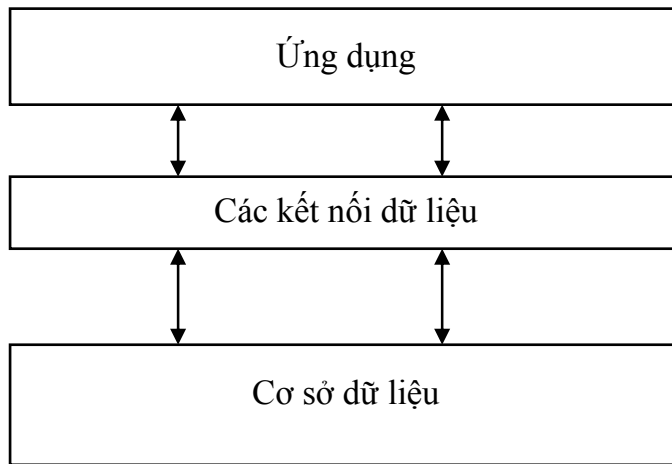 Ứng dụng
Các kết nối dữ liệu
Cơ sở dữ liệu